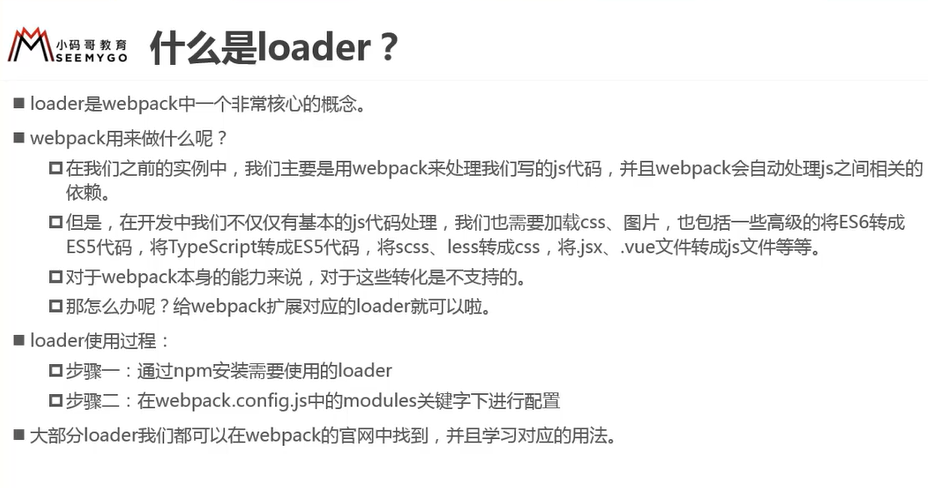 小码哥教育
SEEMYGO
什么是loader？
loader是webpack中一个非常核心的概念。
webpack用来做什么呢？
在我们之前的实例中，我们主要是用webpack来处理我们写的js代码，并且webpack会自动处理js之间相关的
依赖。
但是，在开发中我们不仅仅有基本的js代码处理，我们也需要加载css、图片，也包括一些高级的将ES6转成
ES5代码，将TypeScript转成ES5代码，将scss、less转成css，将.jsx、.vue文件转成js文件等等。
对于webpack本身的能力来说，对于这些转化是不支持的。
那怎么办呢？给webpack扩展对应的loader就可以啦。
loader使用过程：
步骤一：通过npm安装需要使用的loader
步骤二：在webpack.config.js中的modules关键字下进行配置
大部分loader我们都可以在webpack的官网中找到，并且学习对应的用法。